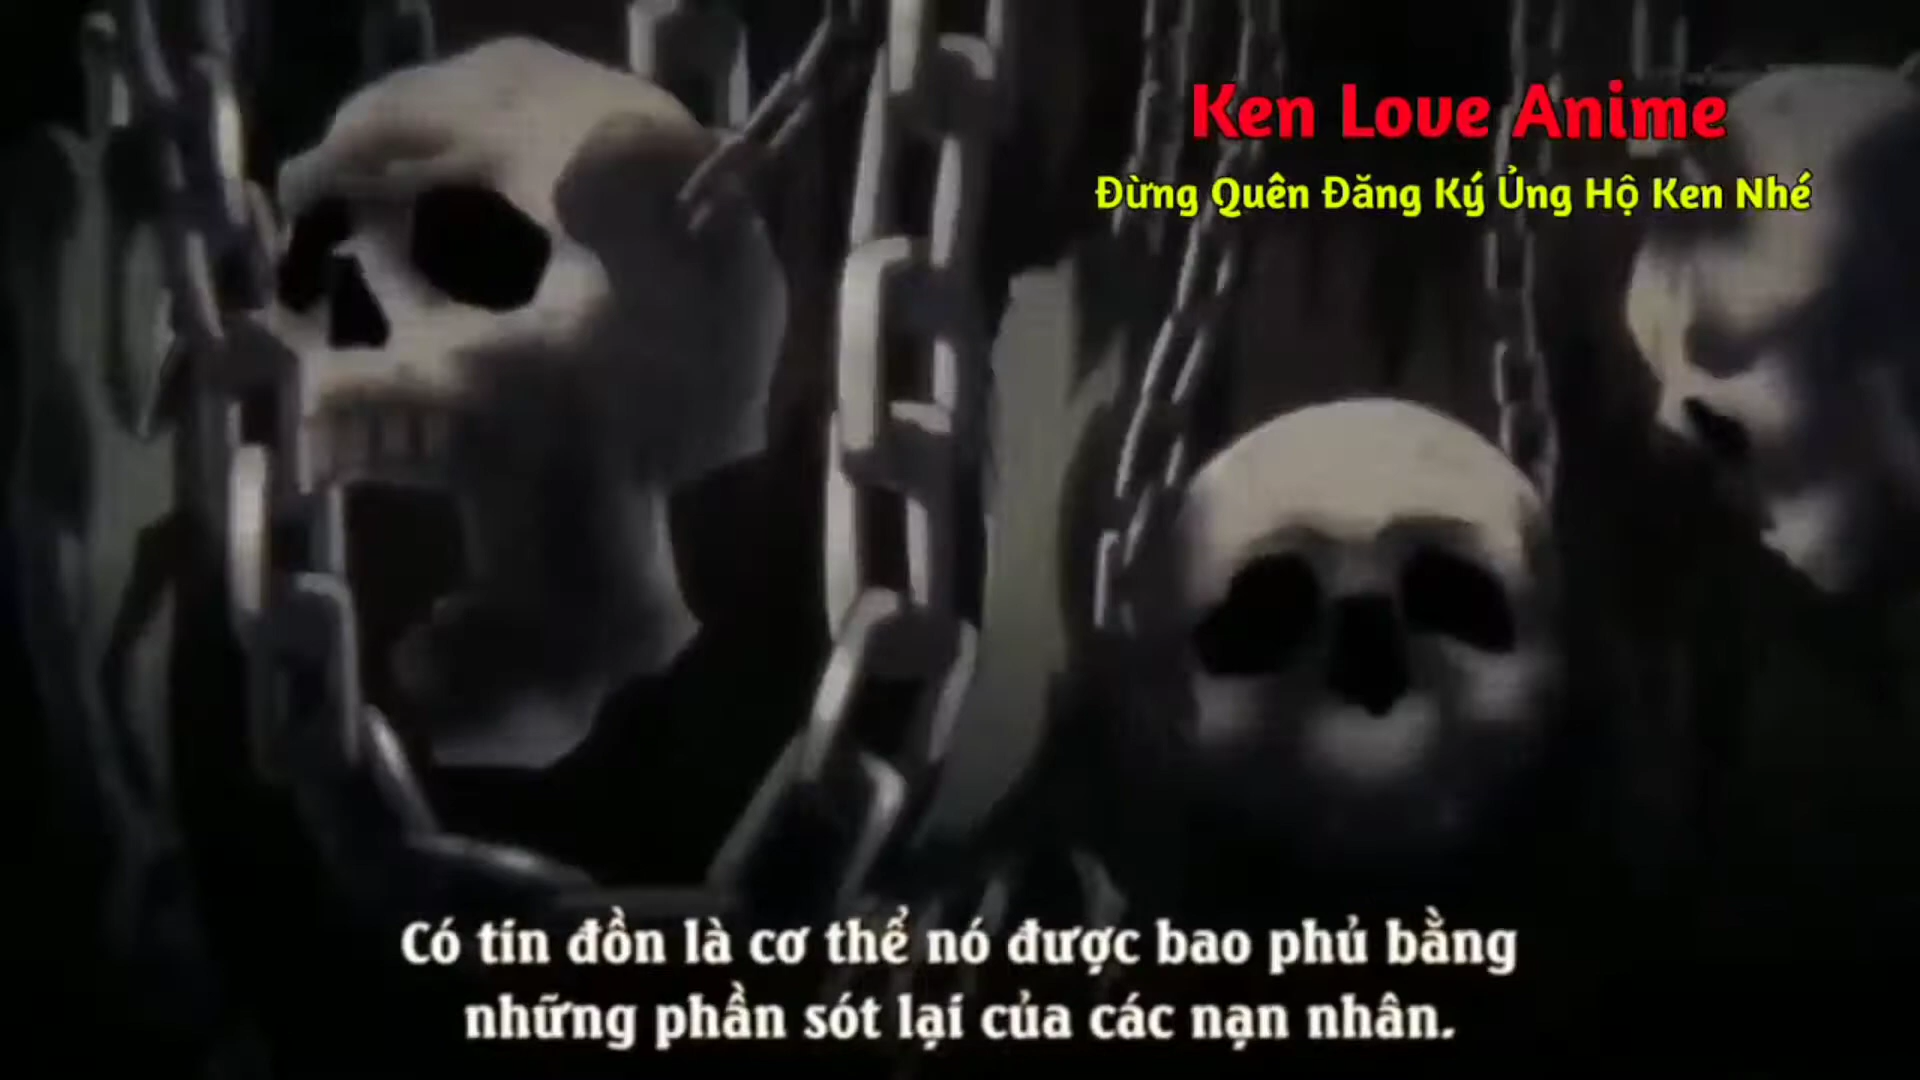 Ken Love Anime
Đừng Quên Đăng Ký Ủng Hộ Ken Nhé
Có tin đồn là cơ thể nó được bao phủ bằng
những phần sót lại của các nạn nhân.